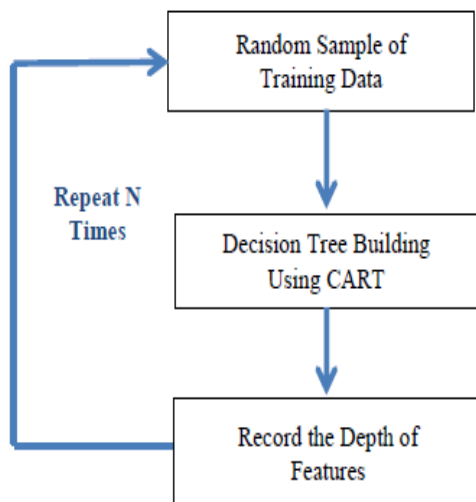 Random Sample of
Training Data
Repeat N
Times
Decision Tree Building
Using CART
Record the Depth of
Features